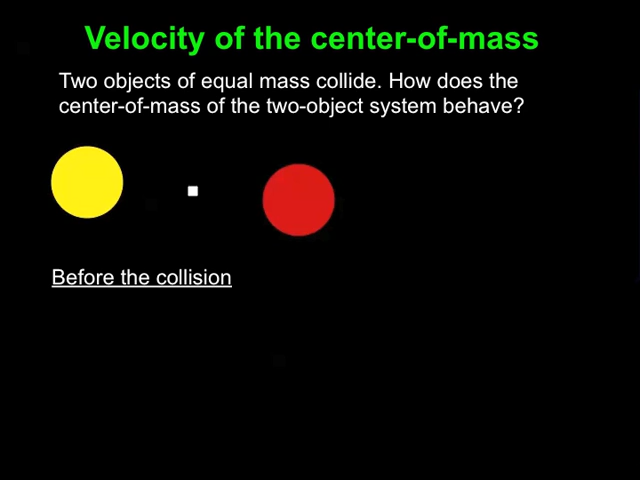 Velocity of the center-of-mass
Two objects of equal mass collide. How does the
center-of-mass of the two-object system behave?
Before the collision